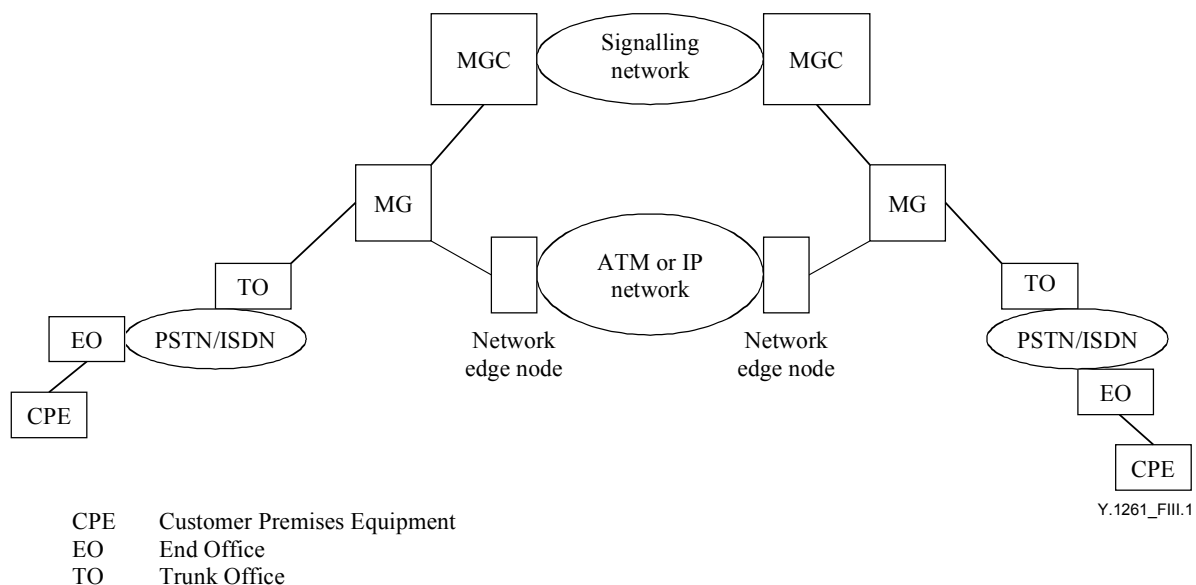 MGC
Signalling
network
MGC
MG
MG
ATM or IP
network
TO
TO
EO
PSTN/ISDN
Network
edge node
Network
edge node
PSTN/ISDN
EO
CPE
CPE
Y.1261_FIII.1
CPE Customer Premises Equipment
EO End Office
TO Trunk Office